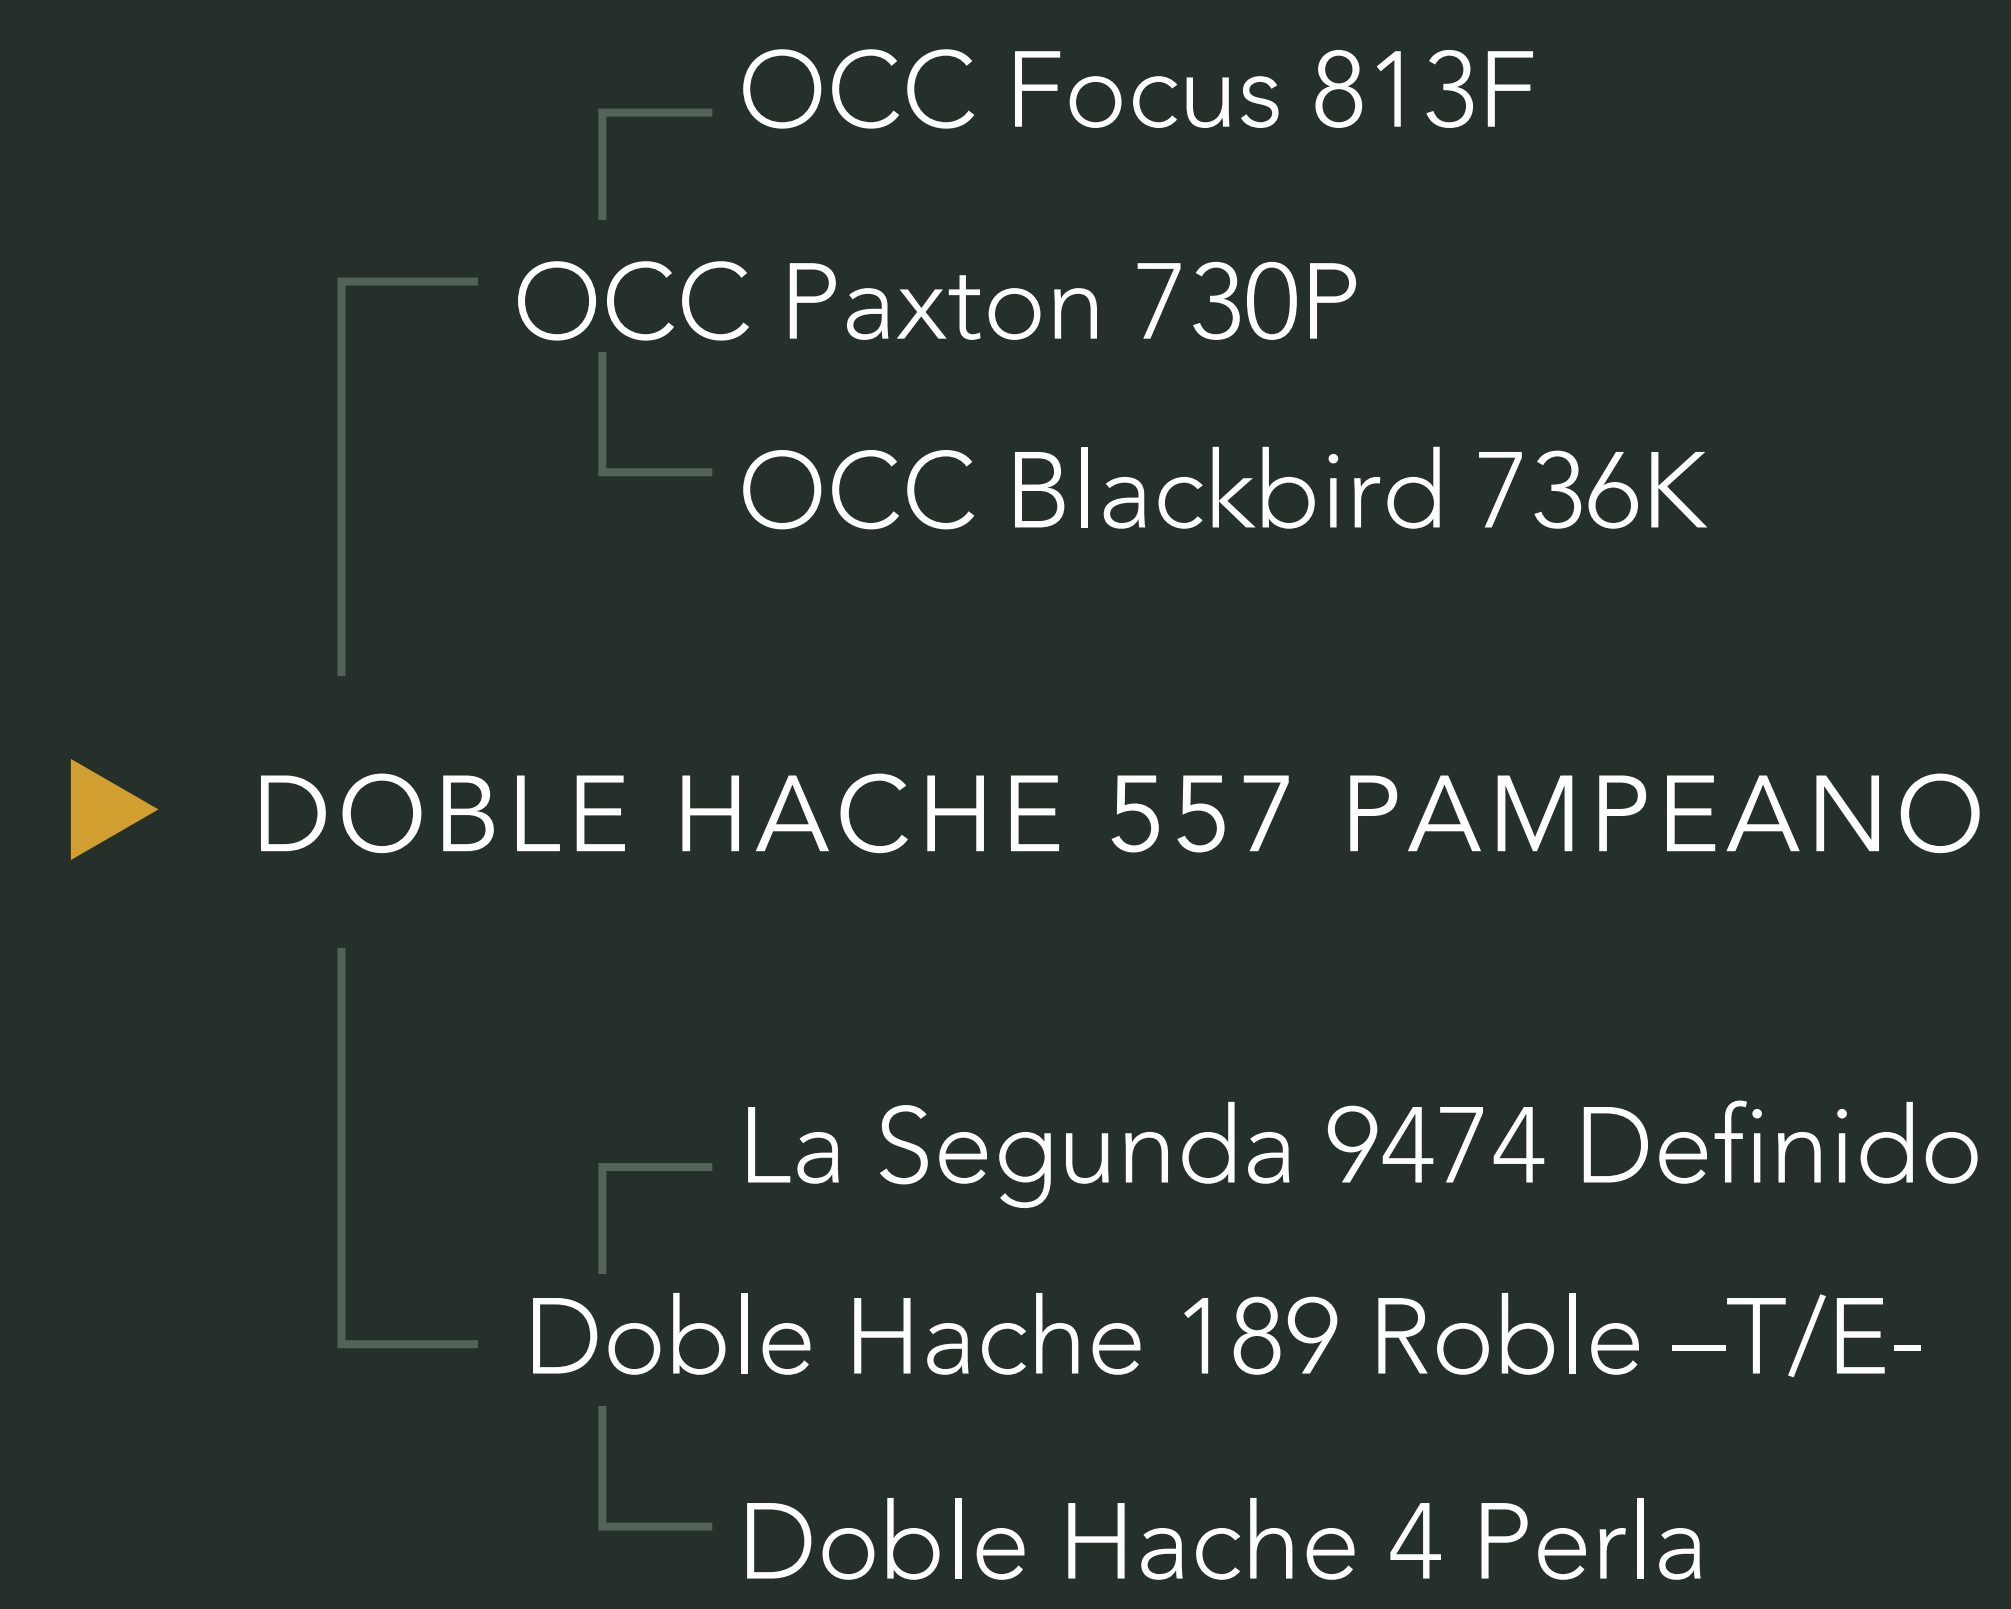 OCC Focus 813F
OCC Paxton 730P
OCC Blackbird 736K
DOBLE HACHE 557 PAMPEANO
La Segunda 9474 Definido
Doble Hache 189 Roble –T/E-
Doble Hache 4 Perla